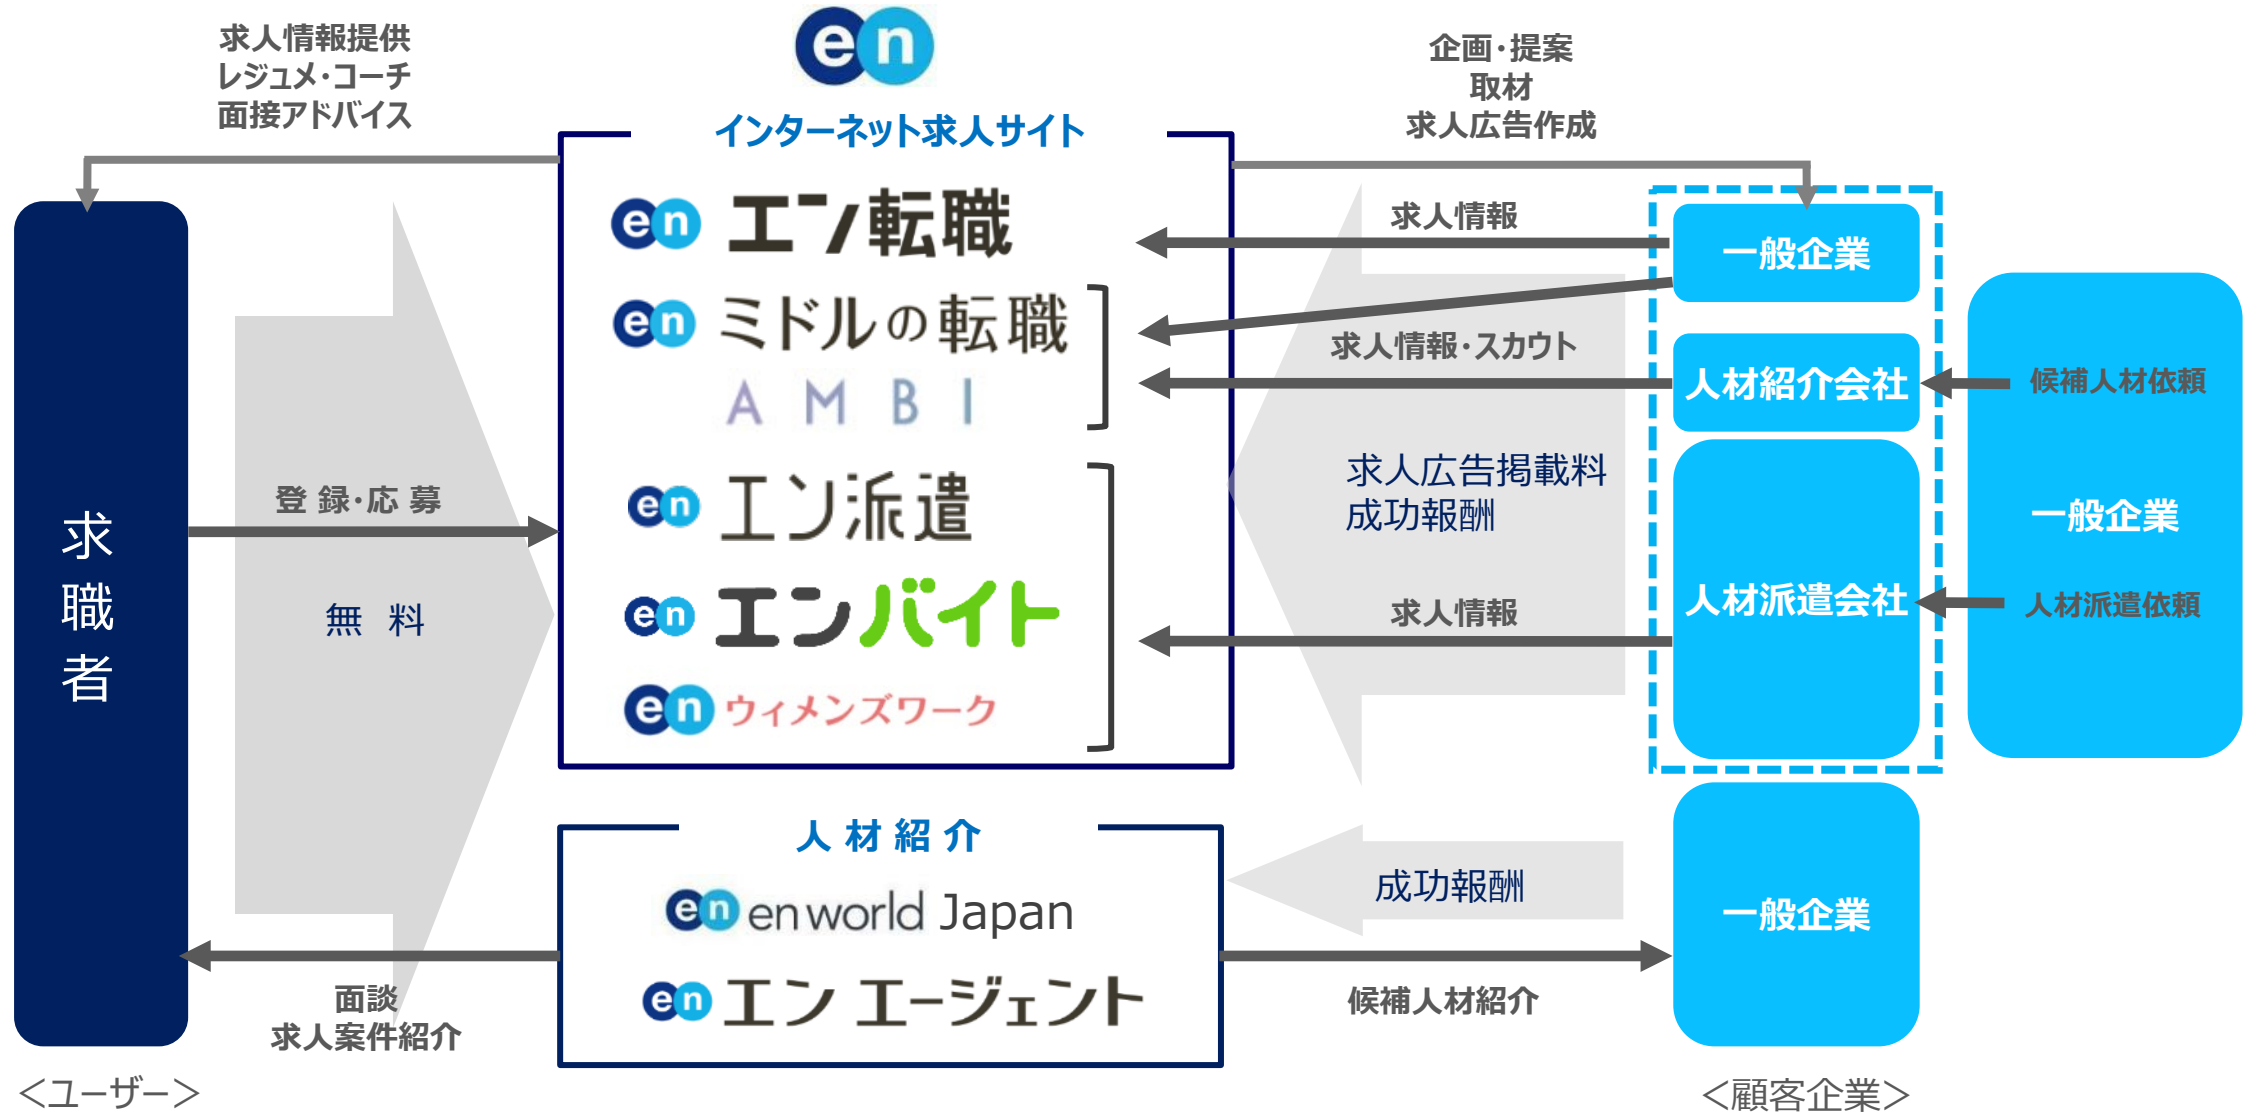 求人情報提供
レジュメ・コーチ
面接アドバイス
en
インターネット求人サイト
企画・提案
取材
求人広告作成
求職者
登 録・応 募
無 料
en エン転職
en ミドルの転職
AMBI
en エン派遣
en エンバイト
en ウィメンズワーク
求人情報
求人情報・スカウト
求人広告掲載料
成功報酬
求人情報
一般企業
人材紹介会社
人材派遣会社
候補人材依頼
一般企業
人材派遣依頼
人 材 紹 介
en en world Japan
en エン エージェント
面談
求人案件紹介
成功報酬
候補人材紹介
一般企業
＜ユーザー＞
＜顧客企業＞